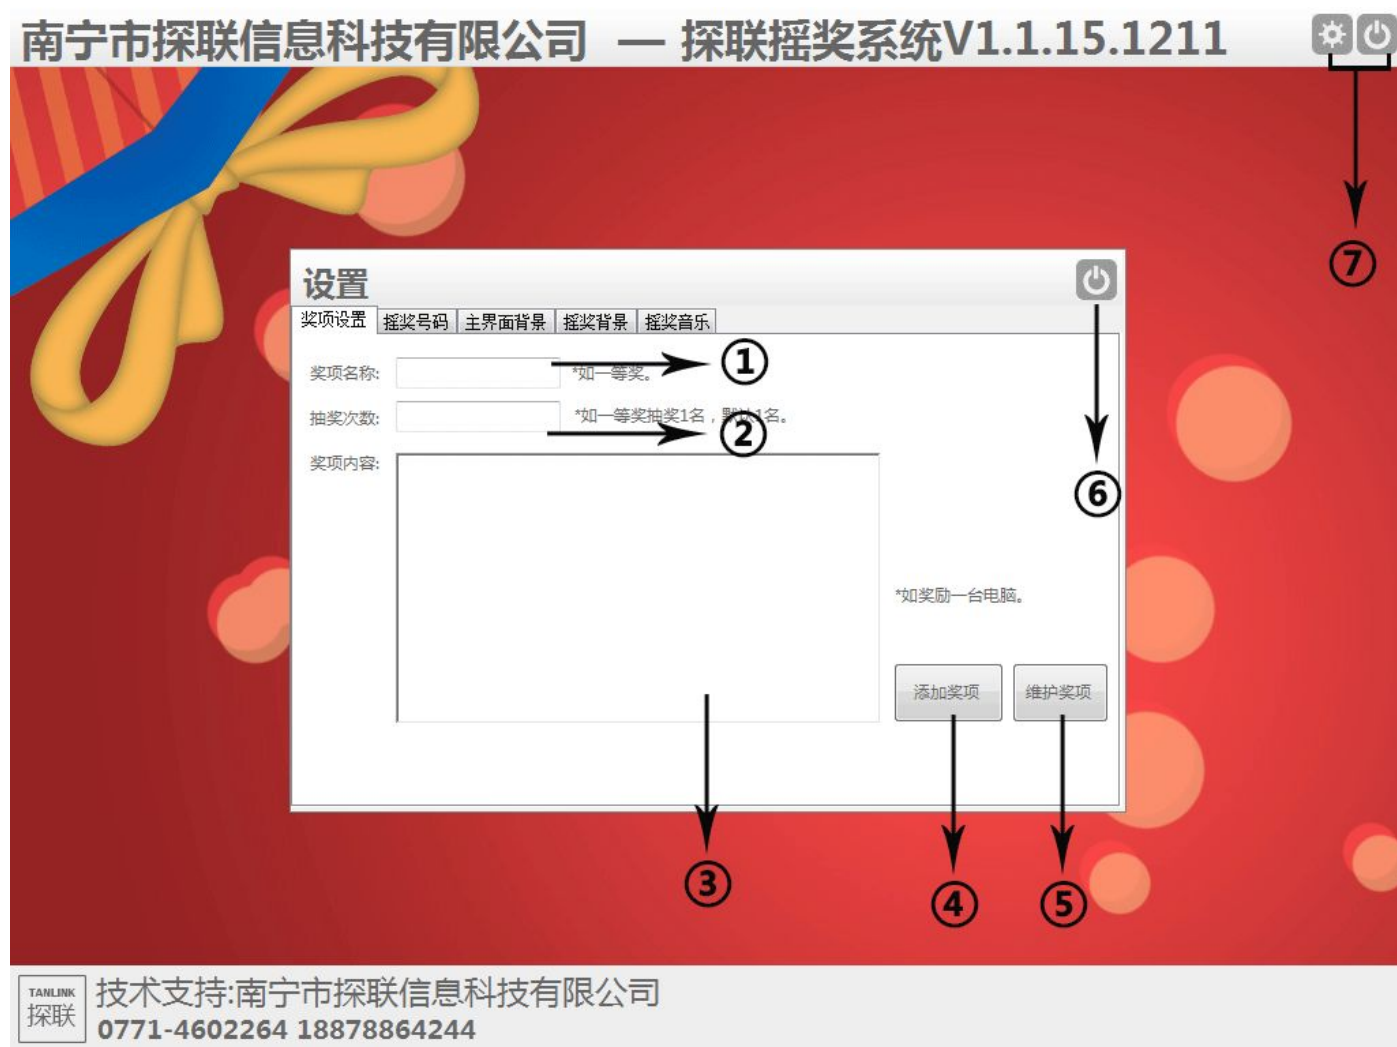 南宁市探联信息科技有限公司 — 探联摇奖系统V1.1.15.1211
⑦
设置
奖项设置 摇奖号码 主界面背景 摇奖背景 摇奖音乐
奖项名称: *如一等奖。 ①
抽奖次数: *如一等奖抽奖1名，默认1名。
②
奖项内容:
⑥
*如奖励一台电脑。
添加奖项 维护奖项
③ ④ ⑤
TANLINK
探联
技术支持:南宁市探联信息科技有限公司
0771-4602264 18878864244